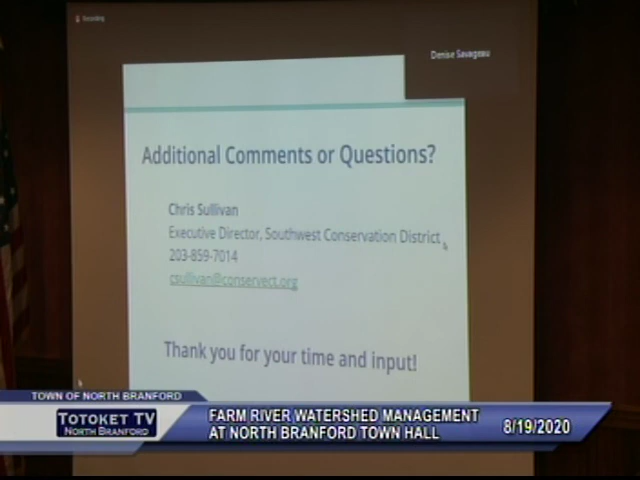 Recording
Denise Savageau
Additional Comments or Questions?
Chris Sullivan
Executive Director, Southwest Conservation District
203-859-7014
csullivan@conservect.org
Thank you for your time and input!
TOWN OF NORTH BRANFORD
TOTOKET TV
NORTH BRANFORD
FARM RIVER WATERSHED MANAGEMENT
AT NORTH BRANFORD TOWN HALL
8/19/2020